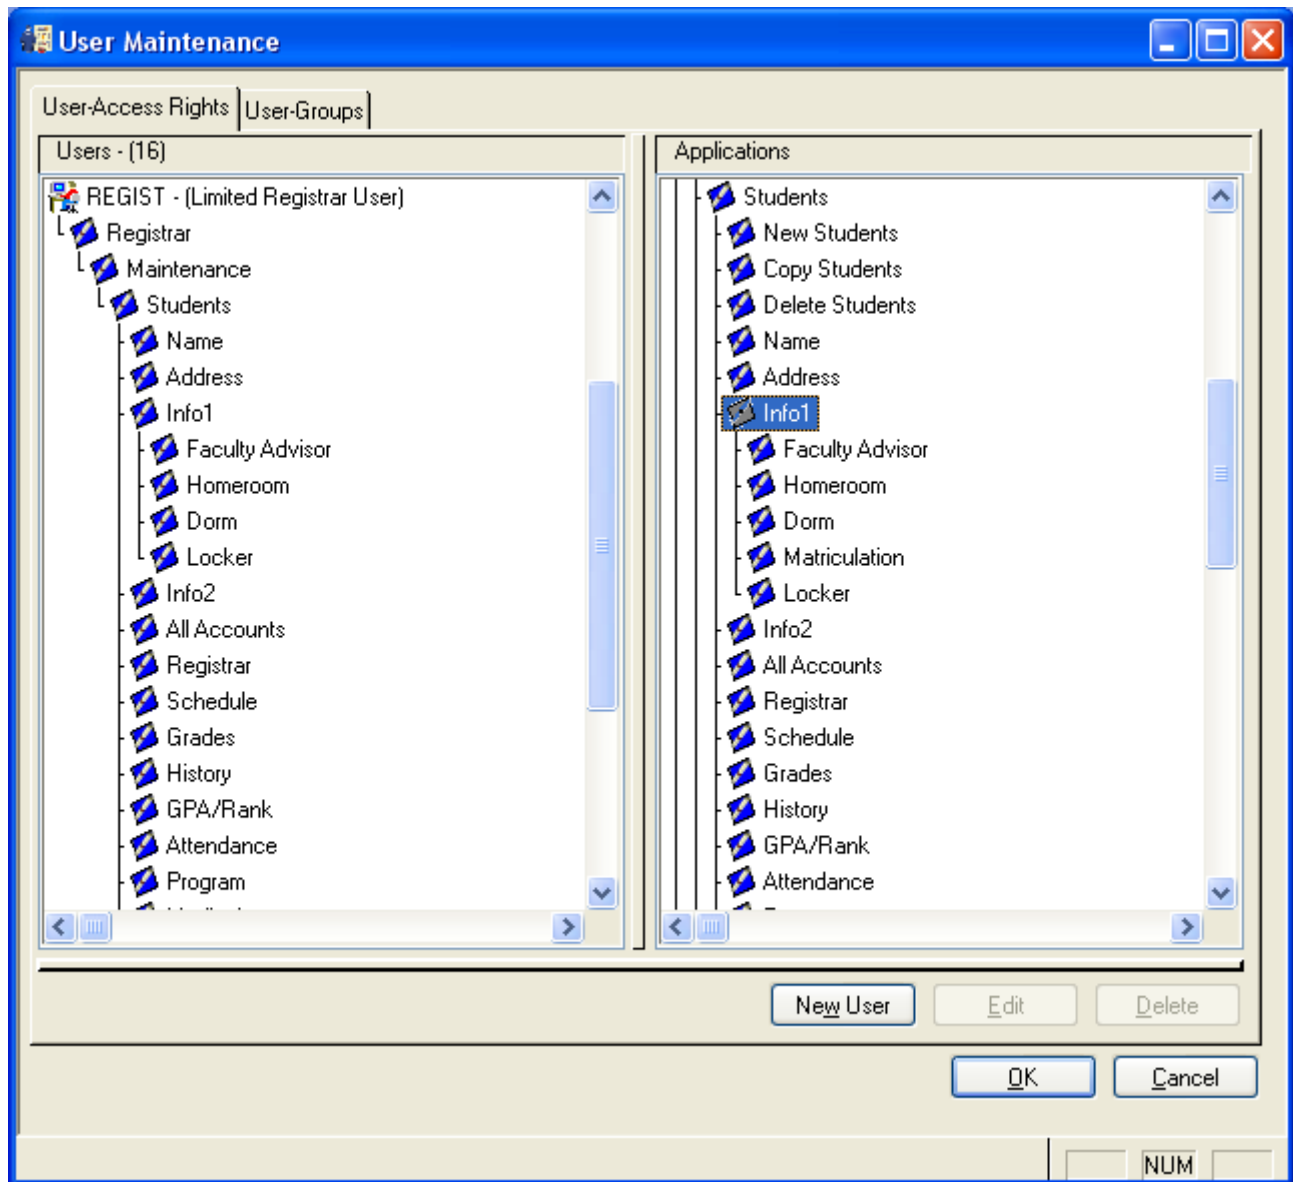 User Maintenance
User-Access Rights
User-Groups
Users - (16)
REGIST - (Limited Registrar User)
Registrar
Maintenance
Students
Name
Address
Info1
Faculty Advisor
Homeroom
Dorm
Locker
Info2
All Accounts
Registrar
Schedule
Grades
History
GPA/Rank
Attendance
Program
Applications
Students
New Students
Copy Students
Delete Students
Name
Address
Info1
Faculty Advisor
Homeroom
Dorm
Matriculation
Locker
Info2
All Accounts
Registrar
Schedule
Grades
History
GPA/Rank
Attendance
New User
Edit
Delete
OK
Cancel
NUM